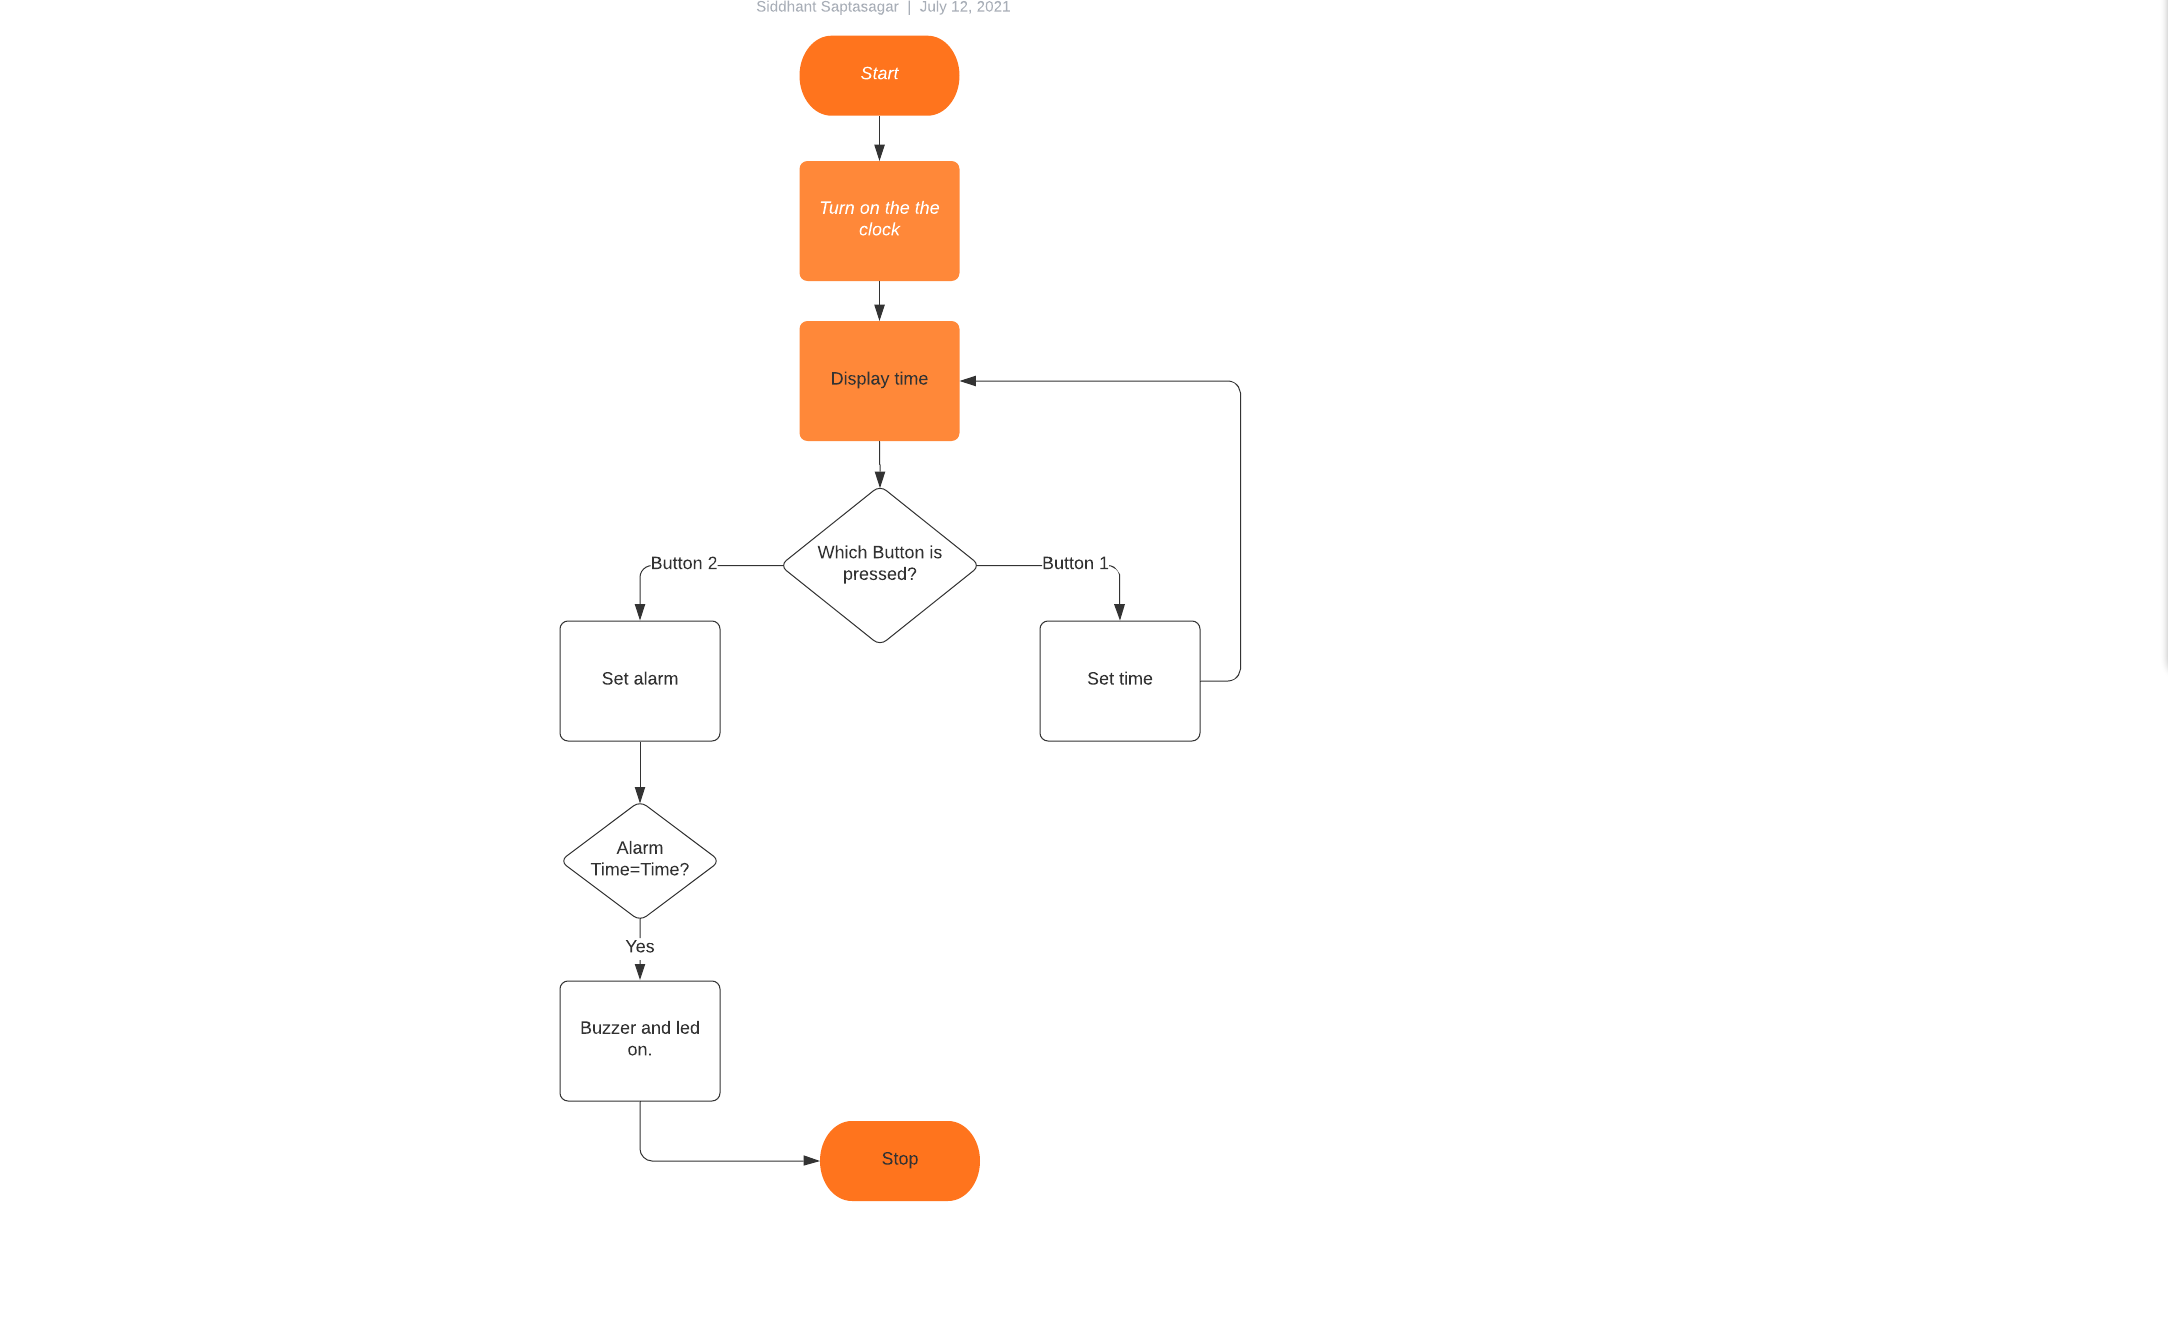 Siddhant Saptasagar | July 12, 2021
Start
Turn on the the
clock
Display time
Which Button is
pressed?
Button 2
Button 1
Set alarm
Set time
Alarm
Time=Time?
Yes
Buzzer and led
on.
Stop